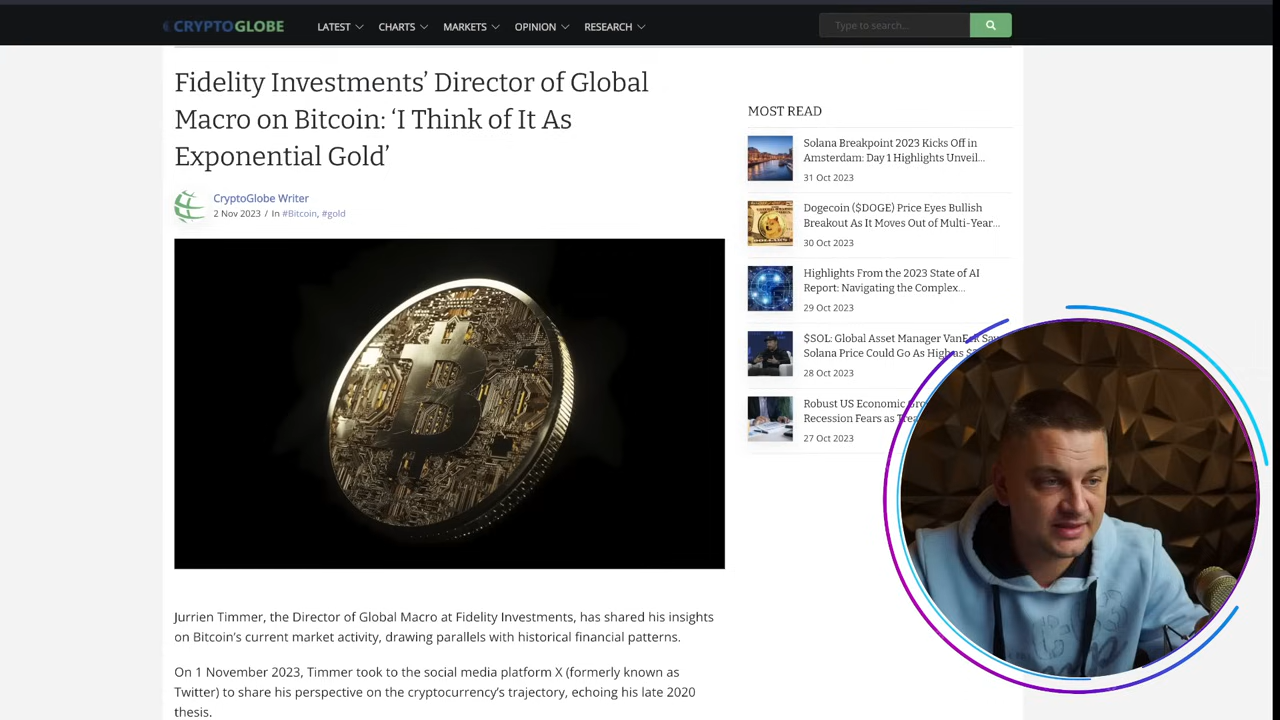 CRYPTOGLOBE
LATEST
CHARTS
MARKETS
OPINION
RESEARCH
Type to search...
Fidelity Investments’ Director of Global
Macro on Bitcoin: ‘I Think of It As
Exponential Gold’
CryptoGlobe Writer
2 Nov 2023 / In #Bitcoin, #gold
Jurrien Timmer, the Director of Global Macro at Fidelity Investments, has shared his insights
on Bitcoin’s current market activity, drawing parallels with historical financial patterns.
On 1 November 2023, Timmer took to the social media platform X (formerly known as
Twitter) to share his perspective on the cryptocurrency’s trajectory, echoing his late 2020
thesis.
MOST READ
Solana Breakpoint 2023 Kicks Off in
Amsterdam: Day 1 Highlights Unveil...
31 Oct 2023
Dogecoin ($DOGE) Price Eyes Bullish
Breakout As It Moves Out of Multi-Year...
30 Oct 2023
Highlights From the 2023 State of AI
Report: Navigating the Complex...
29 Oct 2023
$SOL: Global Asset Manager VanEck
Solana Price Could Go As High as
28 Oct 2023
Robust US Economic
Recession Fears as
27 Oct 2023